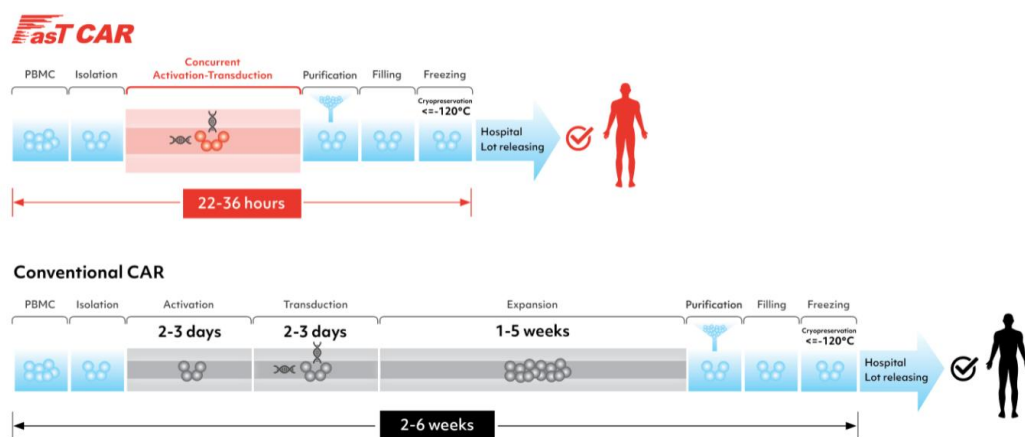 FasT CAR
PBMC
Isolation
Concurrent
Activation-Transduction
Purification
Filling
Freezing
Cryopreservation
<=-120°C
Hospital
Lot releasing
22-36 hours
Conventional CAR
PBMC
Isolation
Activation
Transduction
Expansion
Purification
Filling
Freezing
2-3 days
2-3 days
1-5 weeks
Cryopreservation
<=-120°C
Hospital
Lot releasing
2-6 weeks